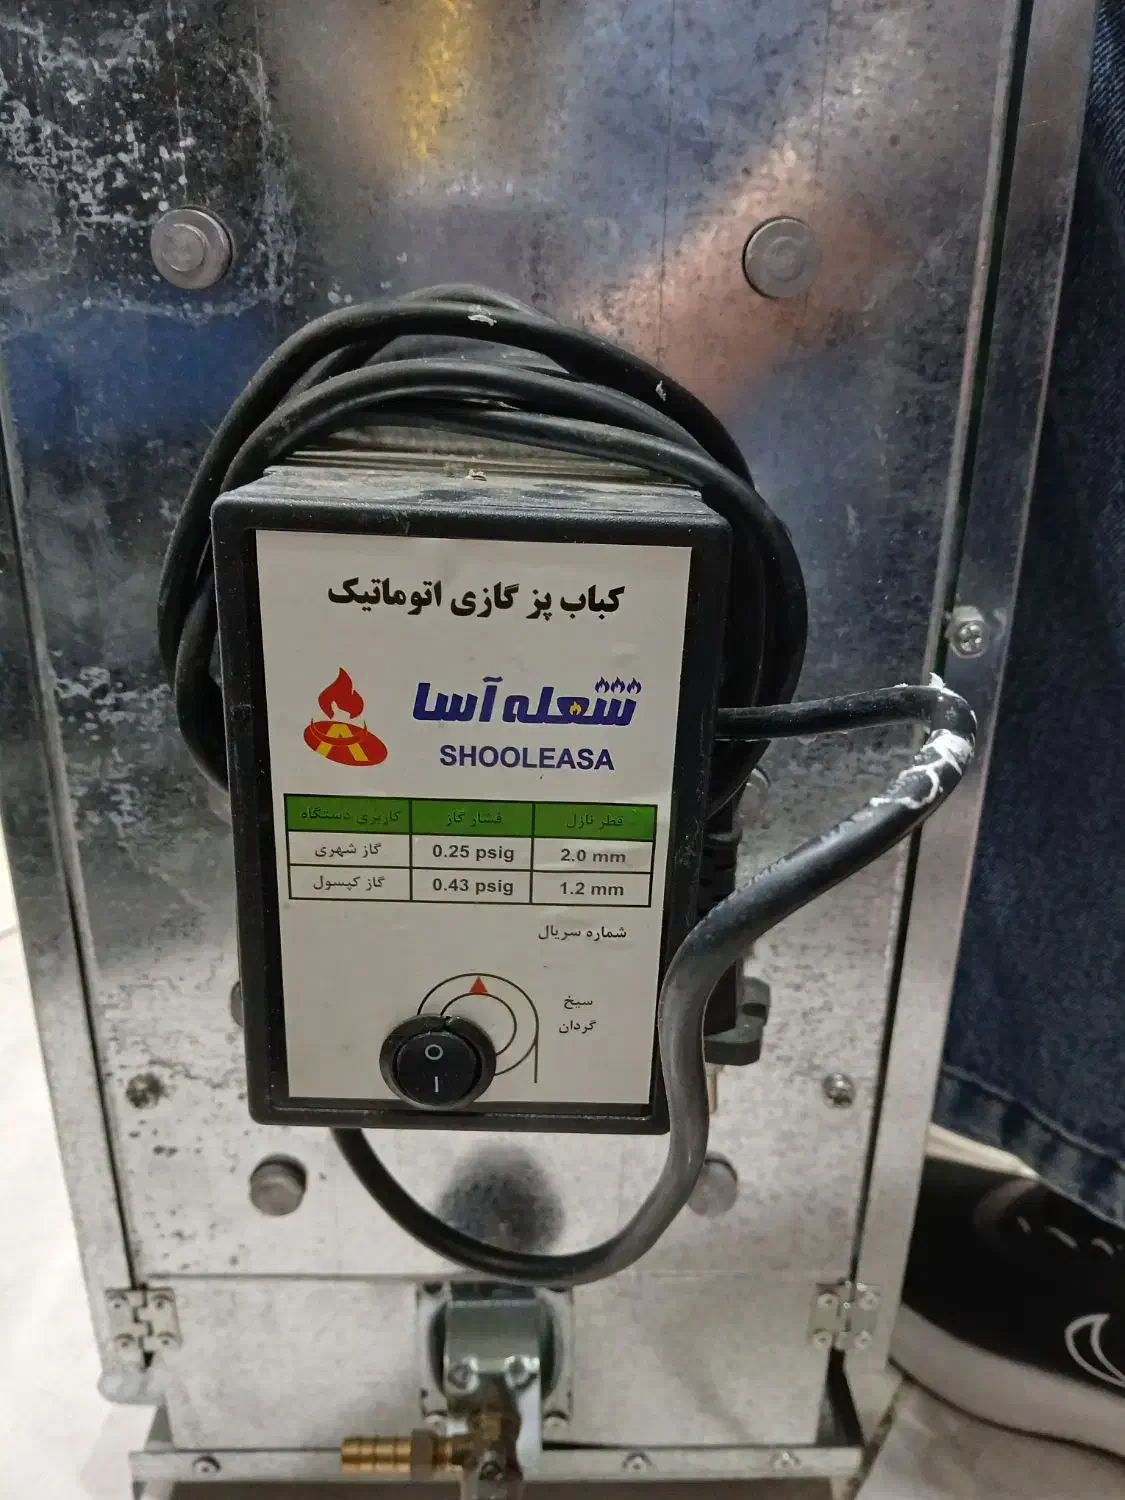 کباب پز گازی اتوماتیک
شعله آسا
SHOOLEASA
کاربری دستگاه فشار گاز قطر نازل
گاز شهری 0.25 psig 2.0 mm
گاز کپسول 0.43 psig 1.2 mm
شماره سریال
سیخ
گردان
O
I